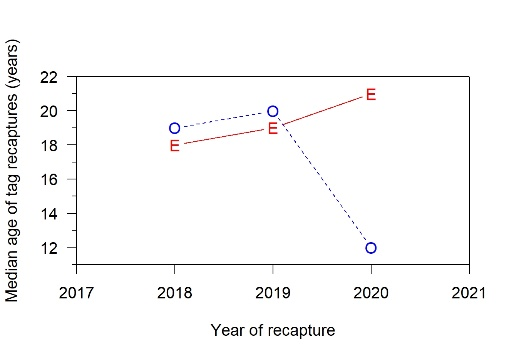 Median age of tag recaptures (years)
22
20
18
16
14
12
O
O
O
E
E
E
2017 2018 2019 2020 2021
Year of recapture